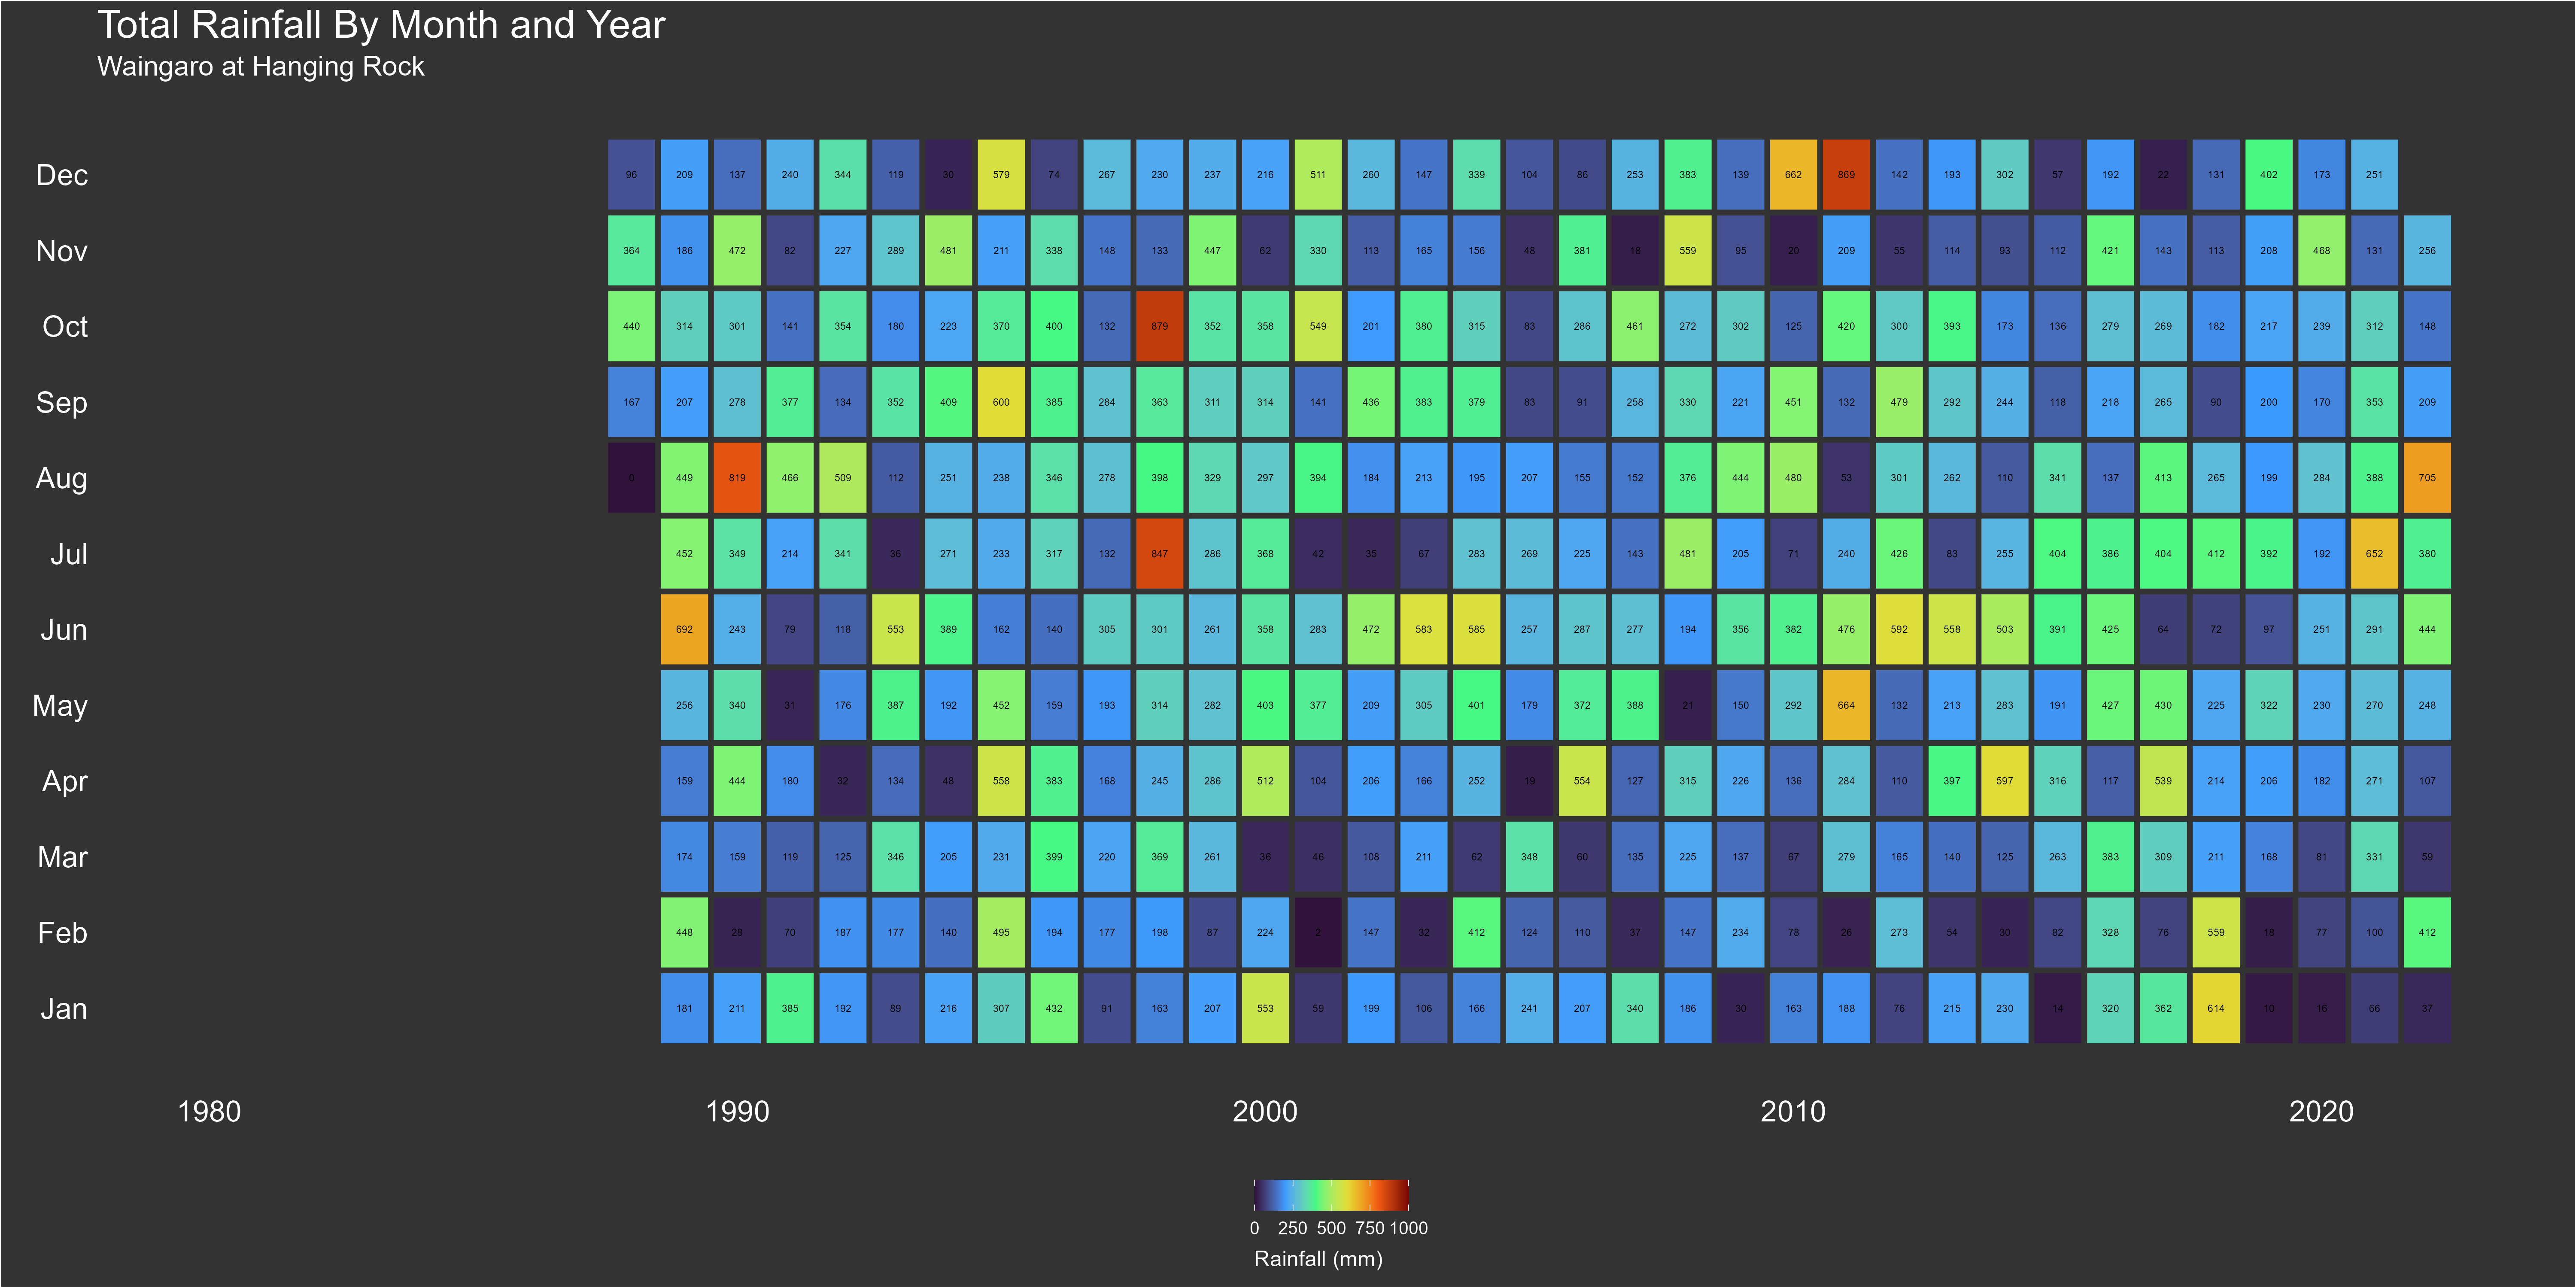 Total Rainfall By Month and Year
Waingaro at Hanging Rock
Dec 96 209 137 240 344 119 30 579 74 267 230 237 216 511 260 147 339 104 86 253 383 139 662 869 142 193 302 57 192 22 131 402 173 251
Nov 364 186 472 82 227 289 481 211 338 148 133 447 62 330 113 165 156 48 381 18 559 95 20 209 55 114 93 112 421 143 113 208 468 131 256
Oct 440 314 301 141 354 180 223 370 400 132 879 352 358 549 201 380 315 83 286 461 272 302 125 420 300 393 173 136 279 269 182 217 239 312 148
Sep 167 207 278 377 134 352 409 600 385 284 363 311 314 141 436 383 379 83 91 258 330 221 451 132 479 292 244 118 218 265 90 200 170 353 209
Aug 0 449 819 466 509 112 251 238 346 278 398 329 297 394 184 213 195 207 155 152 376 444 480 53 301 262 110 341 137 413 265 199 284 388 705
Jul 452 349 214 341 36 271 233 317 132 847 286 368 42 35 67 283 269 225 143 481 205 71 240 426 83 255 404 386 404 412 392 192 652 380
Jun 692 243 79 118 553 389 162 140 305 301 261 358 283 472 583 585 257 287 277 194 356 382 476 592 558 503 391 425 64 72 97 251 291 444
May 256 340 31 176 387 192 452 159 193 314 282 403 377 209 305 401 179 372 388 21 150 292 664 132 213 283 191 427 430 225 322 230 270 248
Apr 159 444 180 32 134 48 558 383 168 245 286 512 104 206 166 252 19 554 127 315 226 136 284 110 397 597 316 117 539 214 206 182 271 107
Mar 174 159 119 125 346 205 231 399 220 369 261 36 46 108 211 62 348 60 135 225 137 67 279 165 140 125 263 383 309 211 168 81 331 59
Feb 448 28 70 187 177 140 495 194 177 198 87 224 2 147 32 412 124 110 37 147 234 78 26 273 54 30 82 328 76 559 18 77 100 412
Jan 181 211 385 192 89 216 307 432 91 163 207 553 59 199 106 166 241 207 340 186 30 163 188 76 215 230 14 320 362 614 10 16 66 37
1980 1990 2000 2010 2020
0 250 500 750 1000
Rainfall (mm)